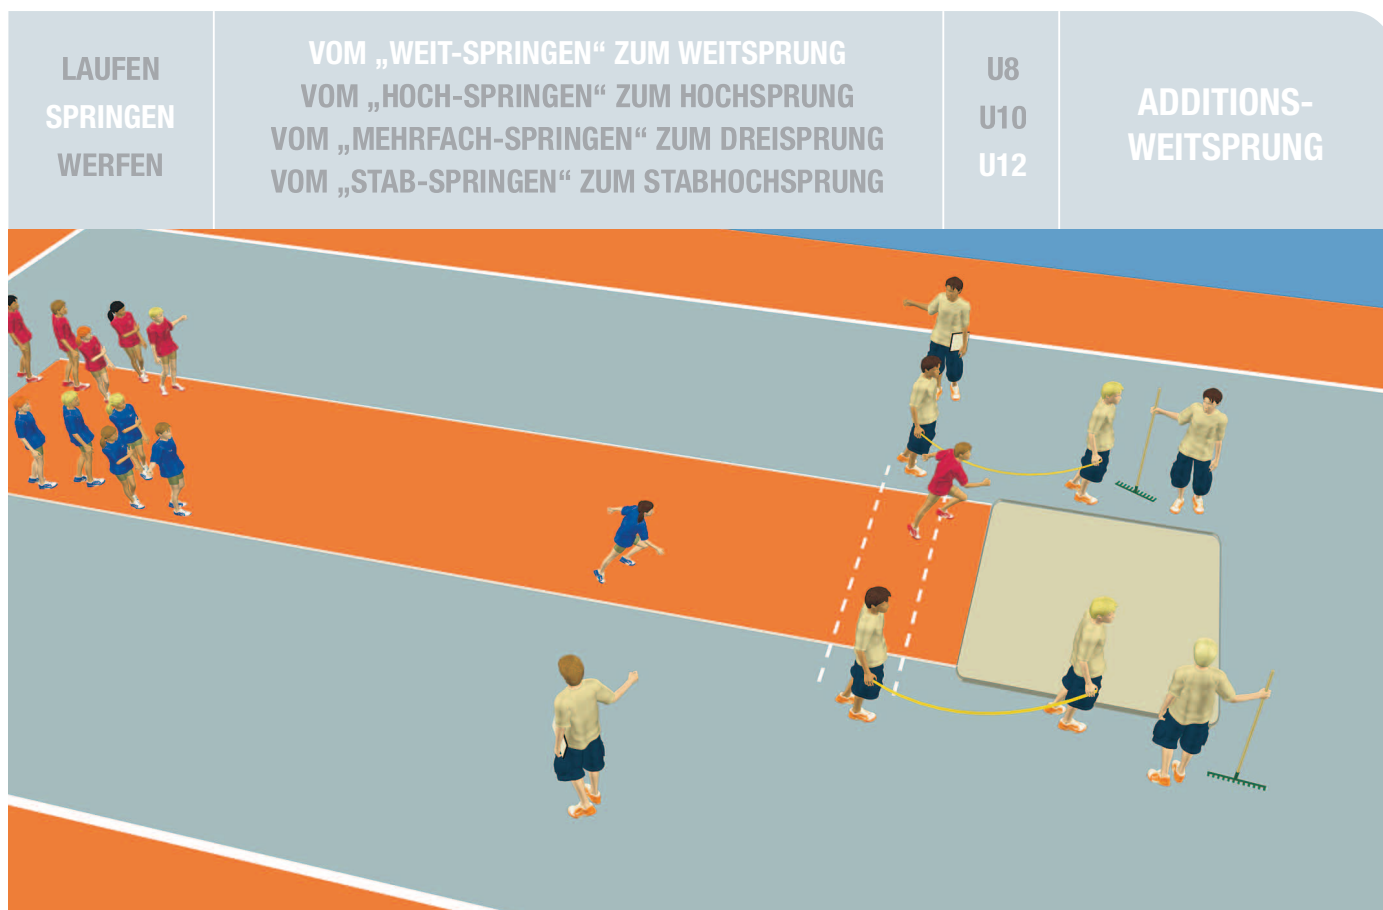 LAUFEN
SPRINGEN
WERFEN
VOM „WEIT-SPRINGEN“ ZUM WEITSPRUNG
VOM „HOCH-SPRINGEN“ ZUM HOCHSPRUNG
VOM „MEHRFACH-SPRINGEN“ ZUM DREISPRUNG
VOM „STAB-SPRINGEN“ ZUM STABHOCHSPRUNG
U8
U10
U12
ADDITIONS-
WEITSPRUNG